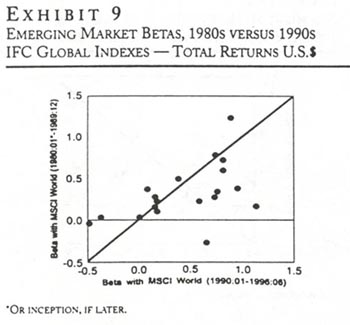 EXHIBIT 9
EMERGING MARKET BETAS, 1980S VERSUS 1990S
IFC GLOBAL INDEXES — TOTAL RETURNS U.S.$
Beta with MSCI World (1980.01*-1989:12)
1.5
1.0
0.5
0.0
-0.5
-0.5 0.0 0.5 1.0 1.5
Beta with MSCI World (1990.01-1996:06)
*OR INCEPTION, IF LATER.